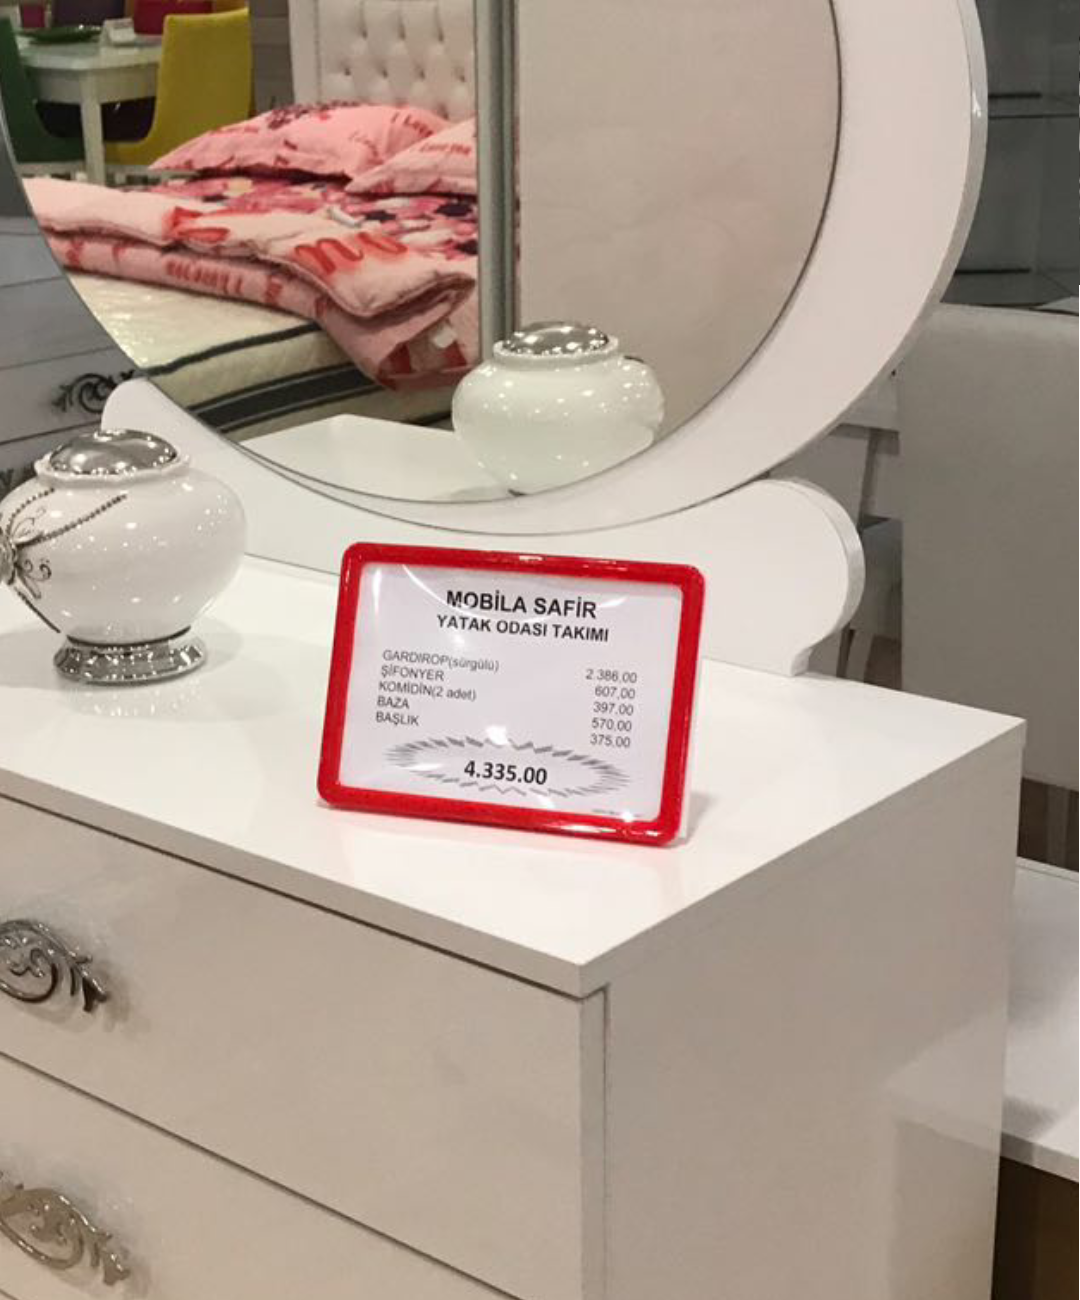 MOBİLA SAFİR
YATAK ODASI TAKIMI
GARDIROP(sürgülü) 2.386,00
ŞİFONYER 607,00
KOMİDİN(2 adet) 397,00
BAZA 570,00
BAŞLIK 375,00
4.335.00